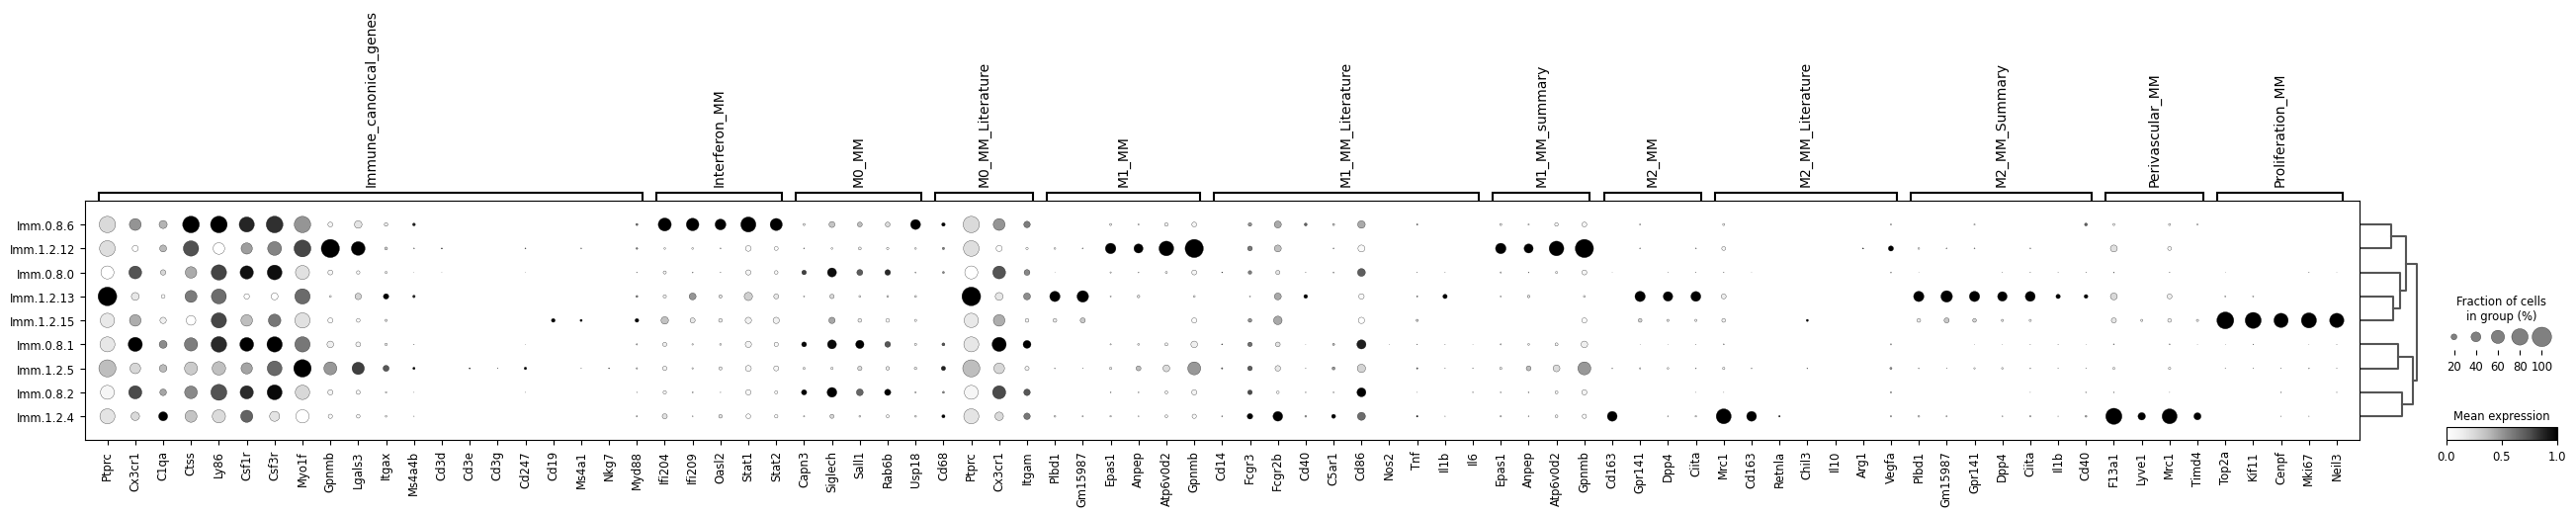 Immune_canonical_genes
Interferon_MM
M0_MM
M0_MM_Literature
M1_MM
M1_MM_Literature
M1_MM_summary
M2_MM
M2_MM_Literature
M2_MM_Summary
Perivascular_MM
Proliferation_MM
Imm.0.8.6
Imm.1.2.12
Imm.0.8.0
Imm.1.2.13
Imm.1.2.15
Imm.0.8.1
Imm.1.2.5
Imm.0.8.2
Imm.1.2.4
Ptprc
Cx3cr1
C1qa
Ctss
Ly86
Csf1r
Csf3r
Myo1f
Gpnmb
Lgals3
Itgax
Ms4a4b
Cd3d
Cd3e
Cd3g
Cd247
Cd19
Ms4a1
Nkg7
Myd88
Ifi204
Ifi209
Oasl2
Stat1
Stat2
Capn3
Siglech
Sall1
Rab6b
Usp18
Cd68
Ptprc
Cx3cr1
Itgam
Plbd1
Gm15987
Epas1
Anpep
Atp6v0d2
Gpnmb
Cd14
Fcgr3
Fcgr2b
Cd40
C5ar1
Cd86
Nos2
Tnf
Il1b
Il6
Epas1
Anpep
Atp6v0d2
Gpnmb
Cd163
Gpr141
Dpp4
Ciita
Mrc1
Cd163
Retnla
Chil3
Il10
Arg1
Vegfa
Plbd1
Gm15987
Gpr141
Dpp4
Ciita
Il1b
Cd40
F13a1
Lyve1
Mrc1
Timd4
Top2a
Kif11
Cenpf
Mki67
Neil3
Fraction of cells
in group (%)
20 40 60 80 100
Mean expression
0.0 0.5 1.0